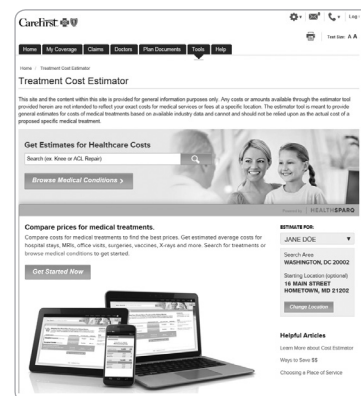 CareFirst
Log
Text Size: A A
Home My Coverage Claims Doctors Plan Documents Tools Help
Home / Treatment Cost Estimator
Treatment Cost Estimator
This site and the content within this site is provided for general information purposes only. Any costs or amounts available through the estimator tool
provided herein are not intended to reflect your exact costs for medical services or fees at a specific location. The estimator tool is meant to provide
general estimates for costs of medical treatments based on available industry data and cannot and should not be relied upon as the actual cost of a
proposed specific medical treatment.
Get Estimates for Healthcare Costs
Search (ex. Knee or ACL Repair)
Browse Medical Conditions >
Powered by HEALTHSPARQ
Compare prices for medical treatments.
Compare costs for medical treatments to find the best prices. Get estimated average costs for
hospital stays, MRIs, office visits, surgeries, vaccines, X-rays and more. Search for treatments or
browse medical conditions to get started.
Get Started Now
ESTIMATE FOR:
JANE DOE
Search Area
WASHINGTON, DC 20002
Starting Location (optional)
16 MAIN STREET
HOMETOWN, MD 21202
Change Location
Helpful Articles
Learn More about Cost Estimator
Ways to Save $$
Choosing a Place of Service